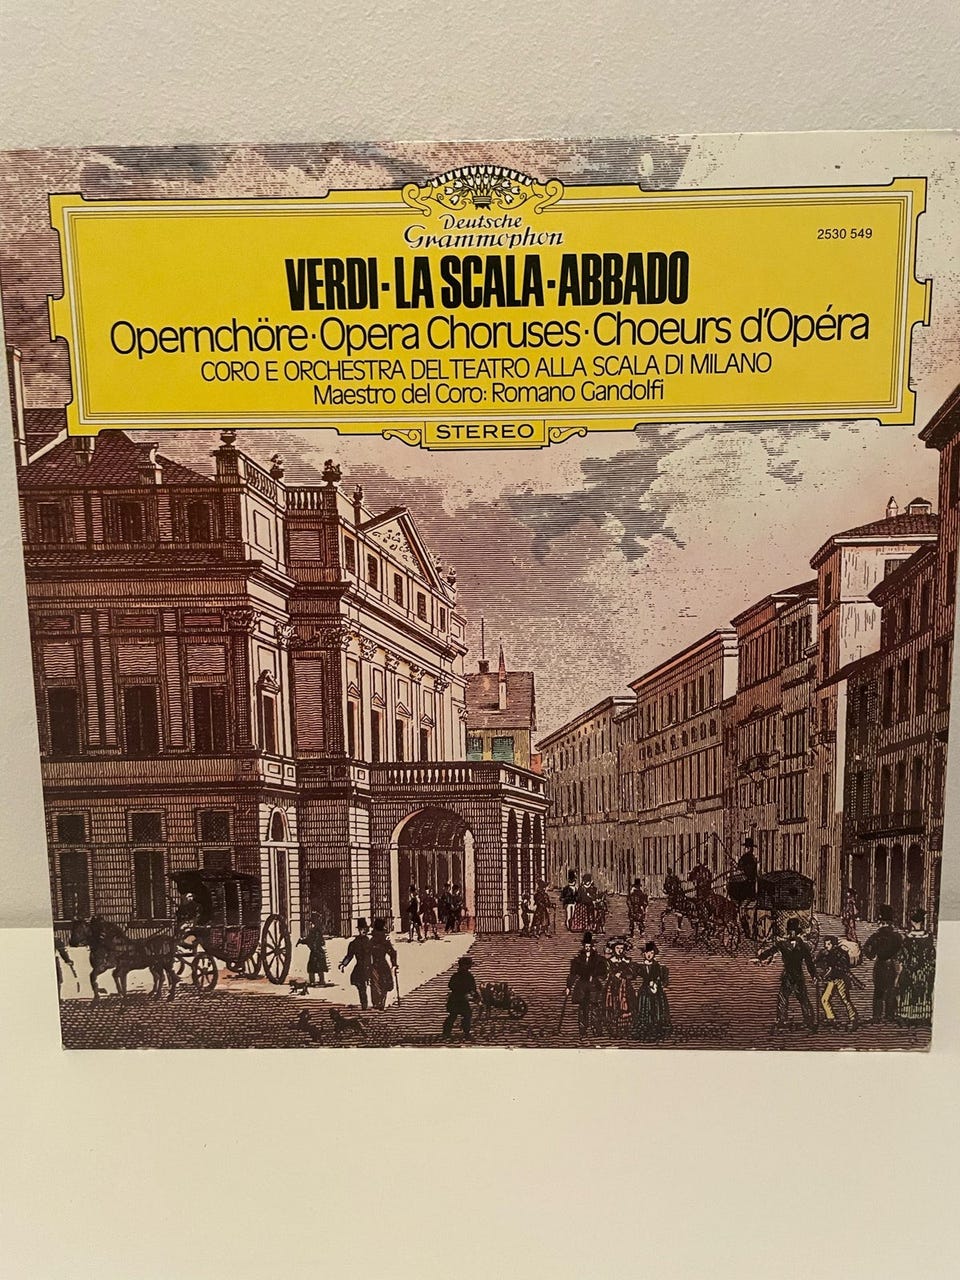 Deutsche
Grammophon
2530 549
VERDI·LA SCALA·ABBADO
Opernchöre·Opera Choruses·Choeurs d'Opéra
CORO E ORCHESTRA DEL TEATRO ALLA SCALA DI MILANO
Maestro del Coro: Romano Gandolfi
STEREO